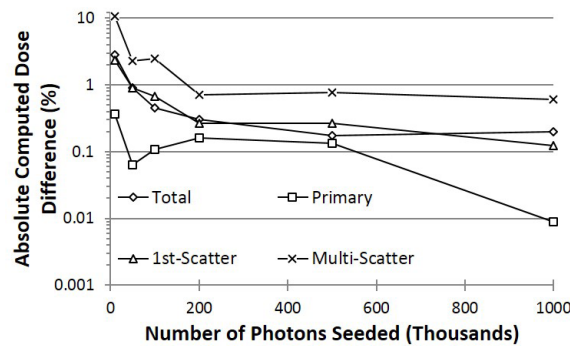 Absolute Computed Dose
Difference (%)
10
1
0.1
0.01
0.001
Total
Primary
1st-Scatter
Multi-Scatter
0 200 400 600 800 1000
Number of Photons Seeded (Thousands)